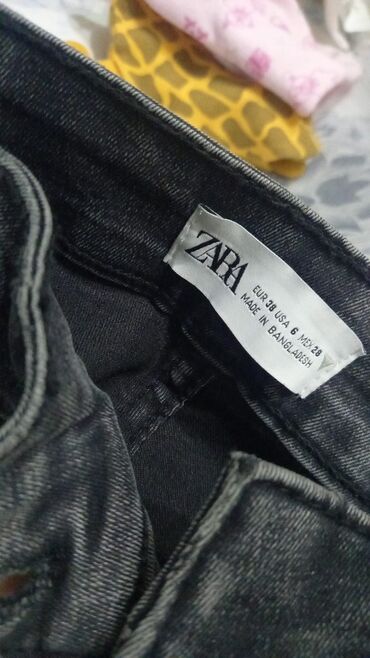 ZARA
EUR 38 USA 6 MEX 28
MADE IN BANGLADESH